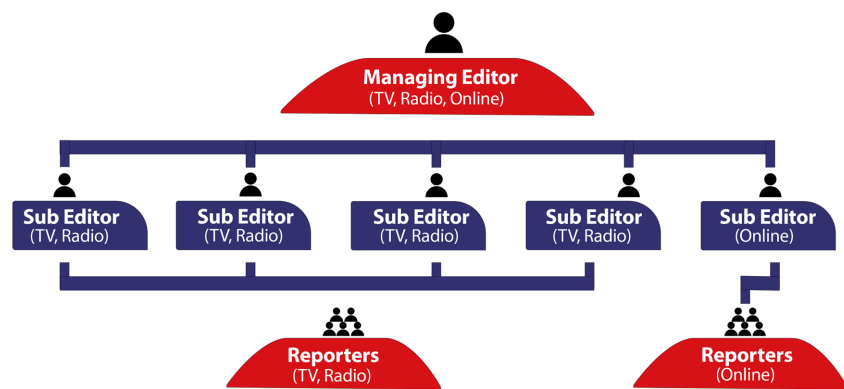 Managing Editor
(TV, Radio, Online)
Sub Editor
(TV, Radio)
Sub Editor
(TV, Radio)
Sub Editor
(TV, Radio)
Sub Editor
(TV, Radio)
Sub Editor
(Online)
Reporters
(TV, Radio)
Reporters
(Online)